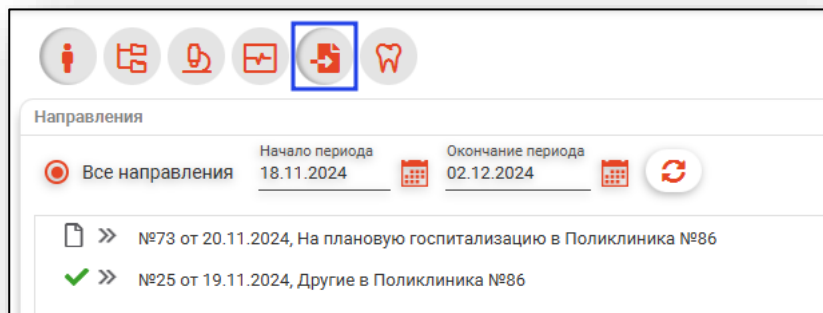 Направления
Все направления
Начало периода
18.11.2024
Окончание периода
02.12.2024
№73 от 20.11.2024, На плановую госпитализацию в Поликлиника №86
№25 от 19.11.2024, Другие в Поликлиника №86